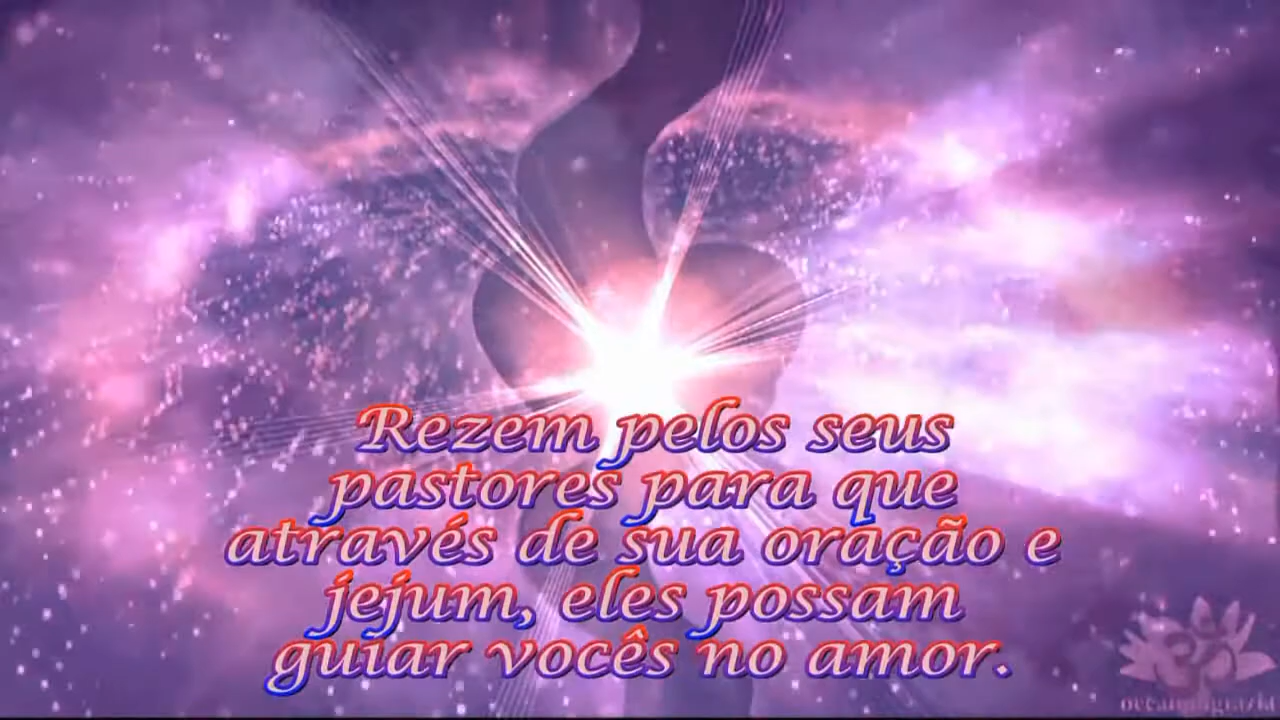 Rezem pelos seus
pastores para que
através de sua oração e
jejum, eles possam
guiar vocês no amor.